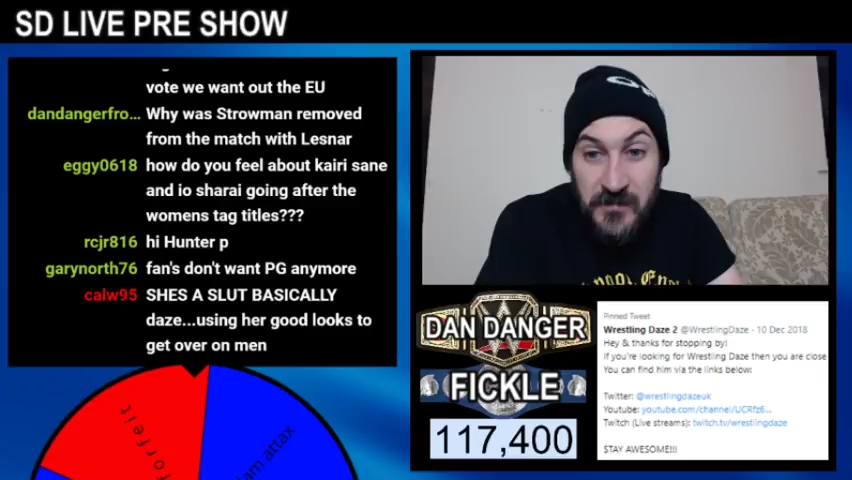 SD LIVE PRE SHOW
vote we want out the EU
dandangerfro... Why was Strowman removed
from the match with Lesnar
eggy0618 how do you feel about kairi sane
and io sharai going after the
womens tag titles???
rcjr816 hi Hunter p
garynorth76 fan's don't want PG anymore
calw95 SHES A SLUT BASICALLY
daze...using her good looks to
get over on men
forfeit
am attax
DAN DANGER
FICKLE
117,400
Pinned Tweet
Wrestling Daze 2 @WrestlingDaze - 10 Dec 2018
Hey & thanks for stopping by!
If you're looking for Wrestling Daze then you are close
You can find him via the links below:
Twitter: @wrestlingdazeuk
Youtube: youtube.com/channel/UCRfz6...
Twitch (Live streams): twitch.tv/wrestlingdaze
STAY AWESOME!!!